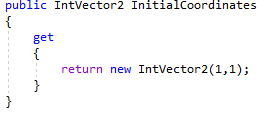 public IntVector2 InitialCoordinates
{
get
{
return new IntVector2(1,1);
}
}